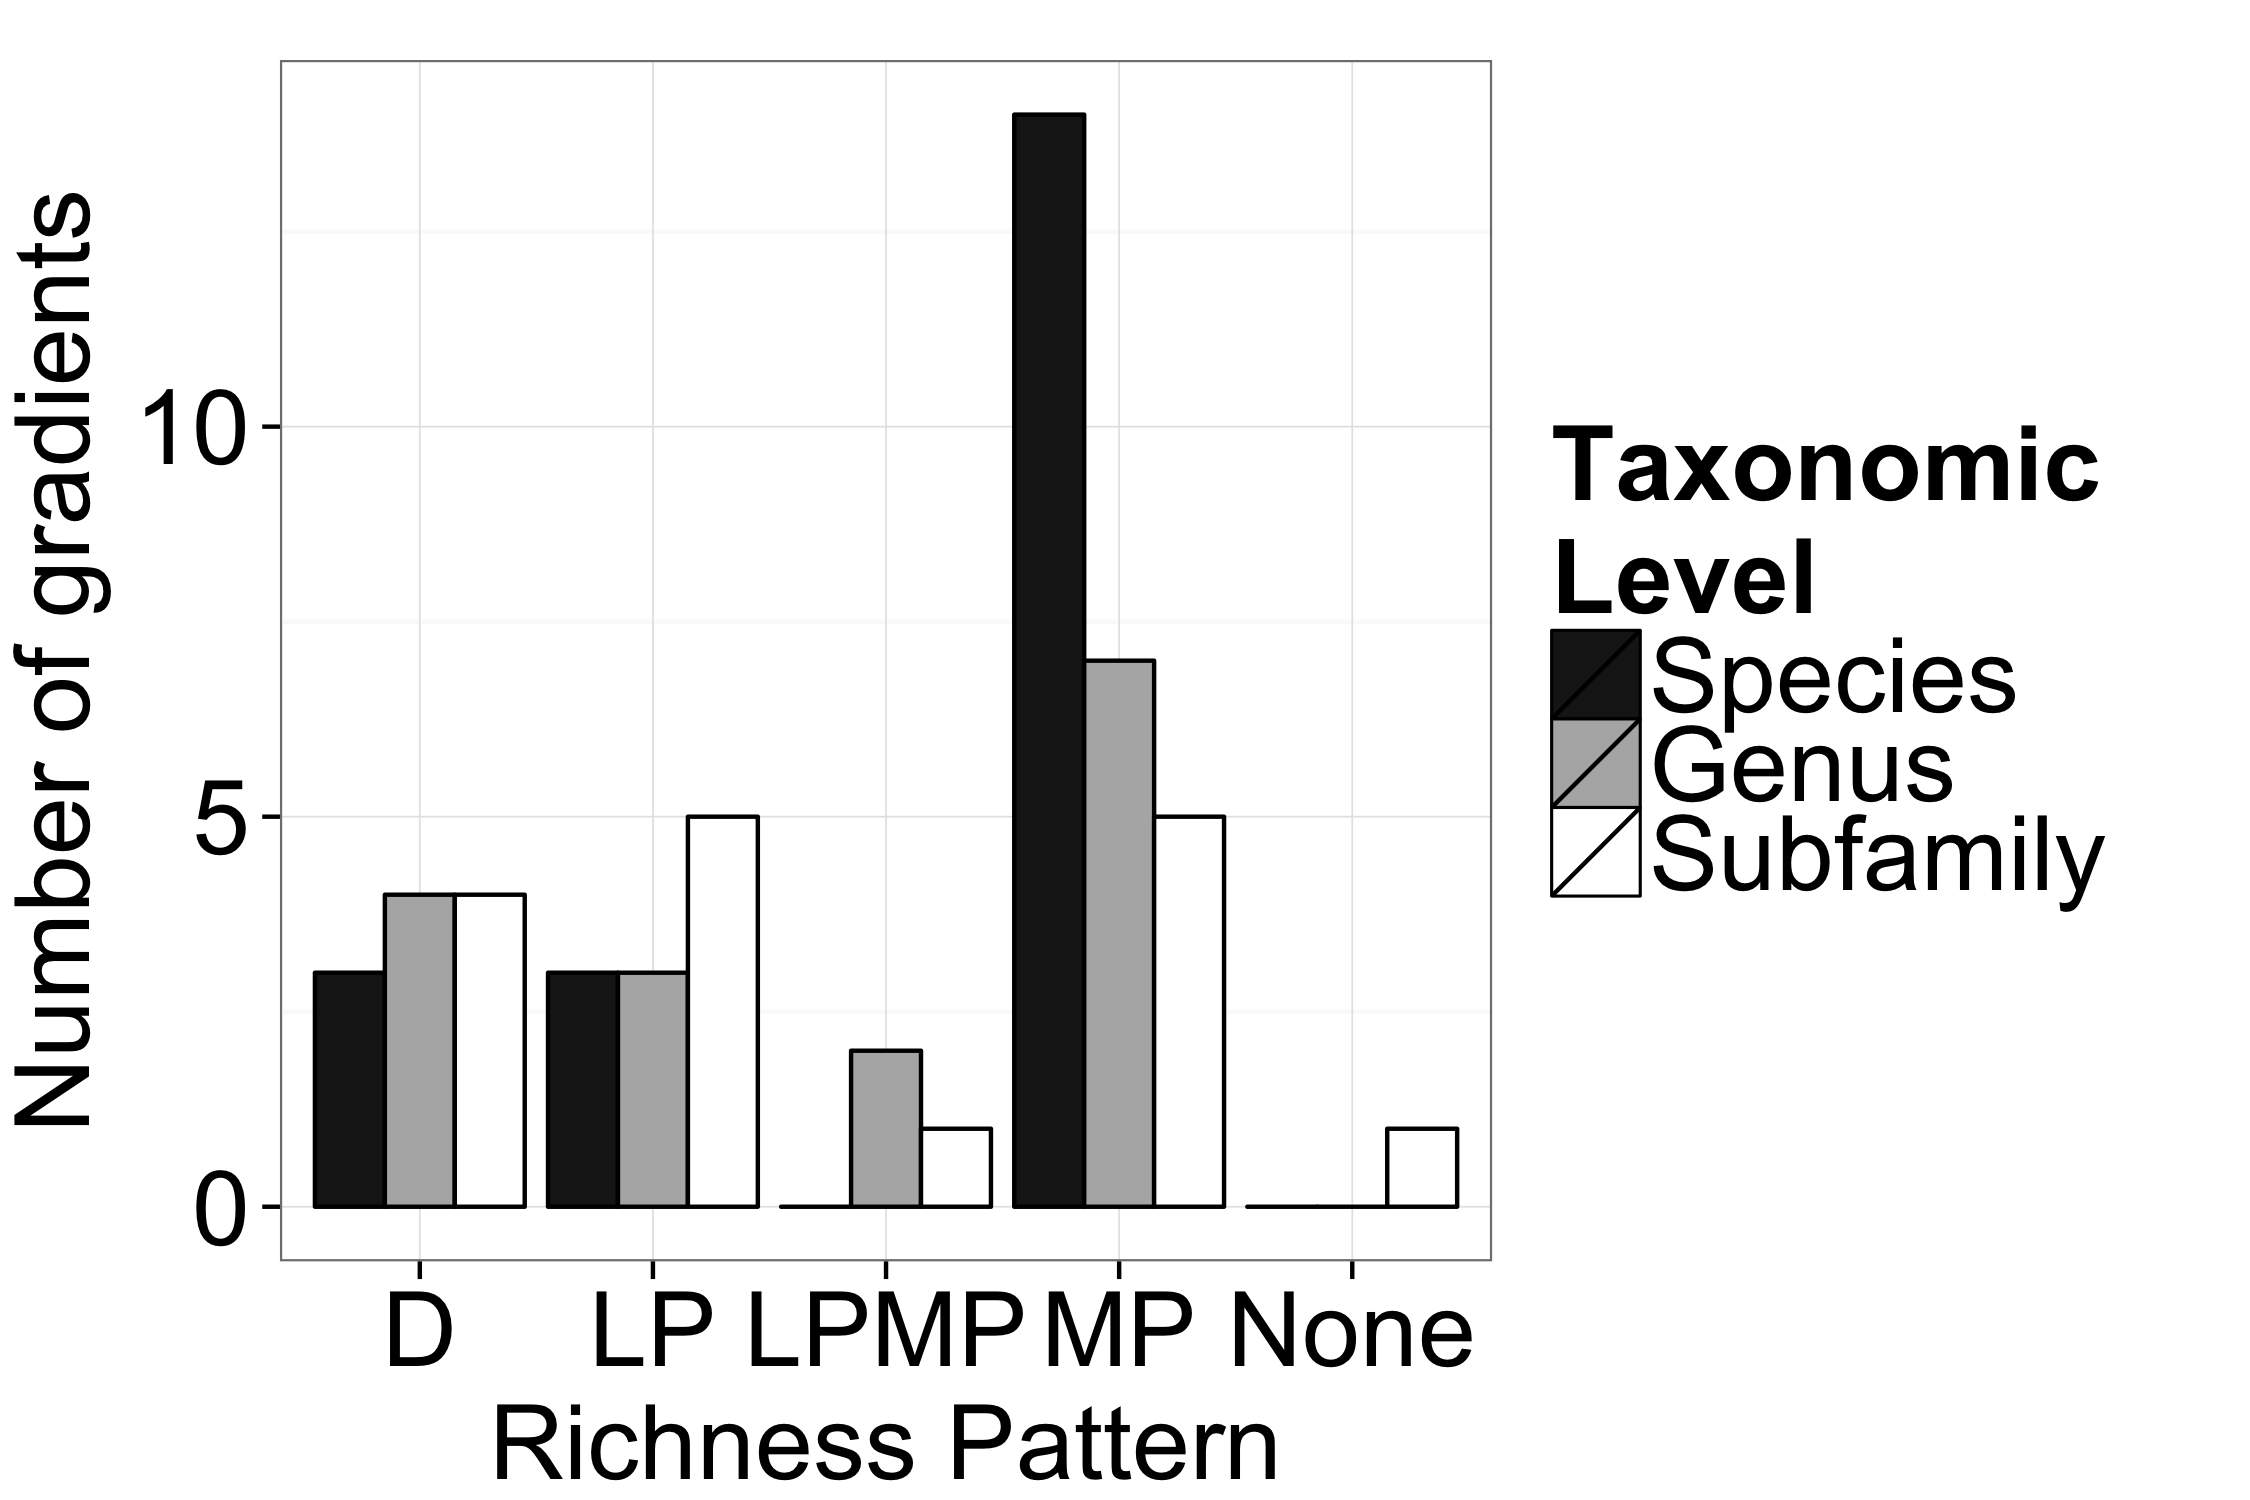 Number of gradients
10
5
0
D LP LPMP MP None
Richness Pattern
Taxonomic
Level
Species
Genus
Subfamily